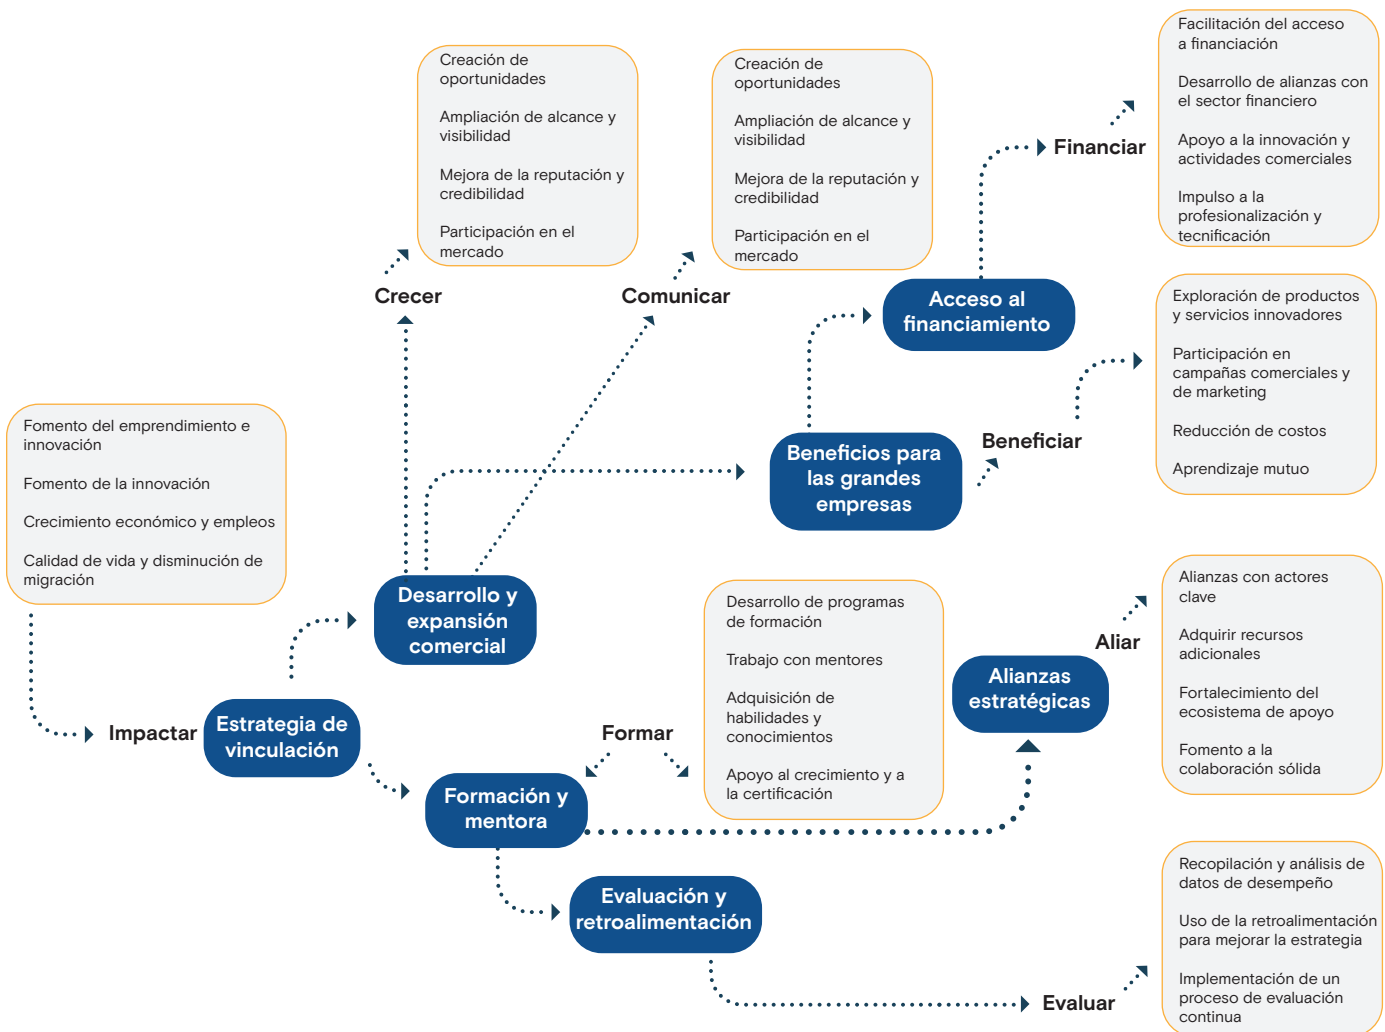 Facilitación del acceso
a financiación
Desarrollo de alianzas con
el sector financiero
Apoyo a la innovación y
actividades comerciales
Impulso a la
profesionalización y
tecnificación
Creación de
oportunidades
Ampliación de alcance y
visibilidad
Mejora de la reputación y
credibilidad
Participación en el
mercado
Creación de
oportunidades
Ampliación de alcance y
visibilidad
Mejora de la reputación y
credibilidad
Participación en el
mercado
Financiar
Crecer
Comunicar
Acceso al
financiamiento
Exploración de productos
y servicios innovadores
Participación en
campañas comerciales y
de marketing
Reducción de costos
Aprendizaje mutuo
Fomento del emprendimiento e
innovación
Fomento de la innovación
Crecimiento económico y empleos
Calidad de vida y disminución de
migración
Beneficios para
las grandes
empresas
Beneficiar
Desarrollo y
expansión
comercial
Desarrollo de programas
de formación
Trabajo con mentores
Adquisición de
habilidades y
conocimientos
Apoyo al crecimiento y a
la certificación
Alianzas
estratégicas
Aliar
Alianzas con actores
clave
Adquirir recursos
adicionales
Fortalecimiento del
ecosistema de apoyo
Fomento a la
colaboración sólida
Impactar
Estrategia de
vinculación
Formar
Formación y
mentora
Evaluación y
retroalimentación
Evaluar
Recopilación y análisis de
datos de desempeño
Uso de la retroalimentación
para mejorar la estrategia
Implementación de un
proceso de evaluación
continua